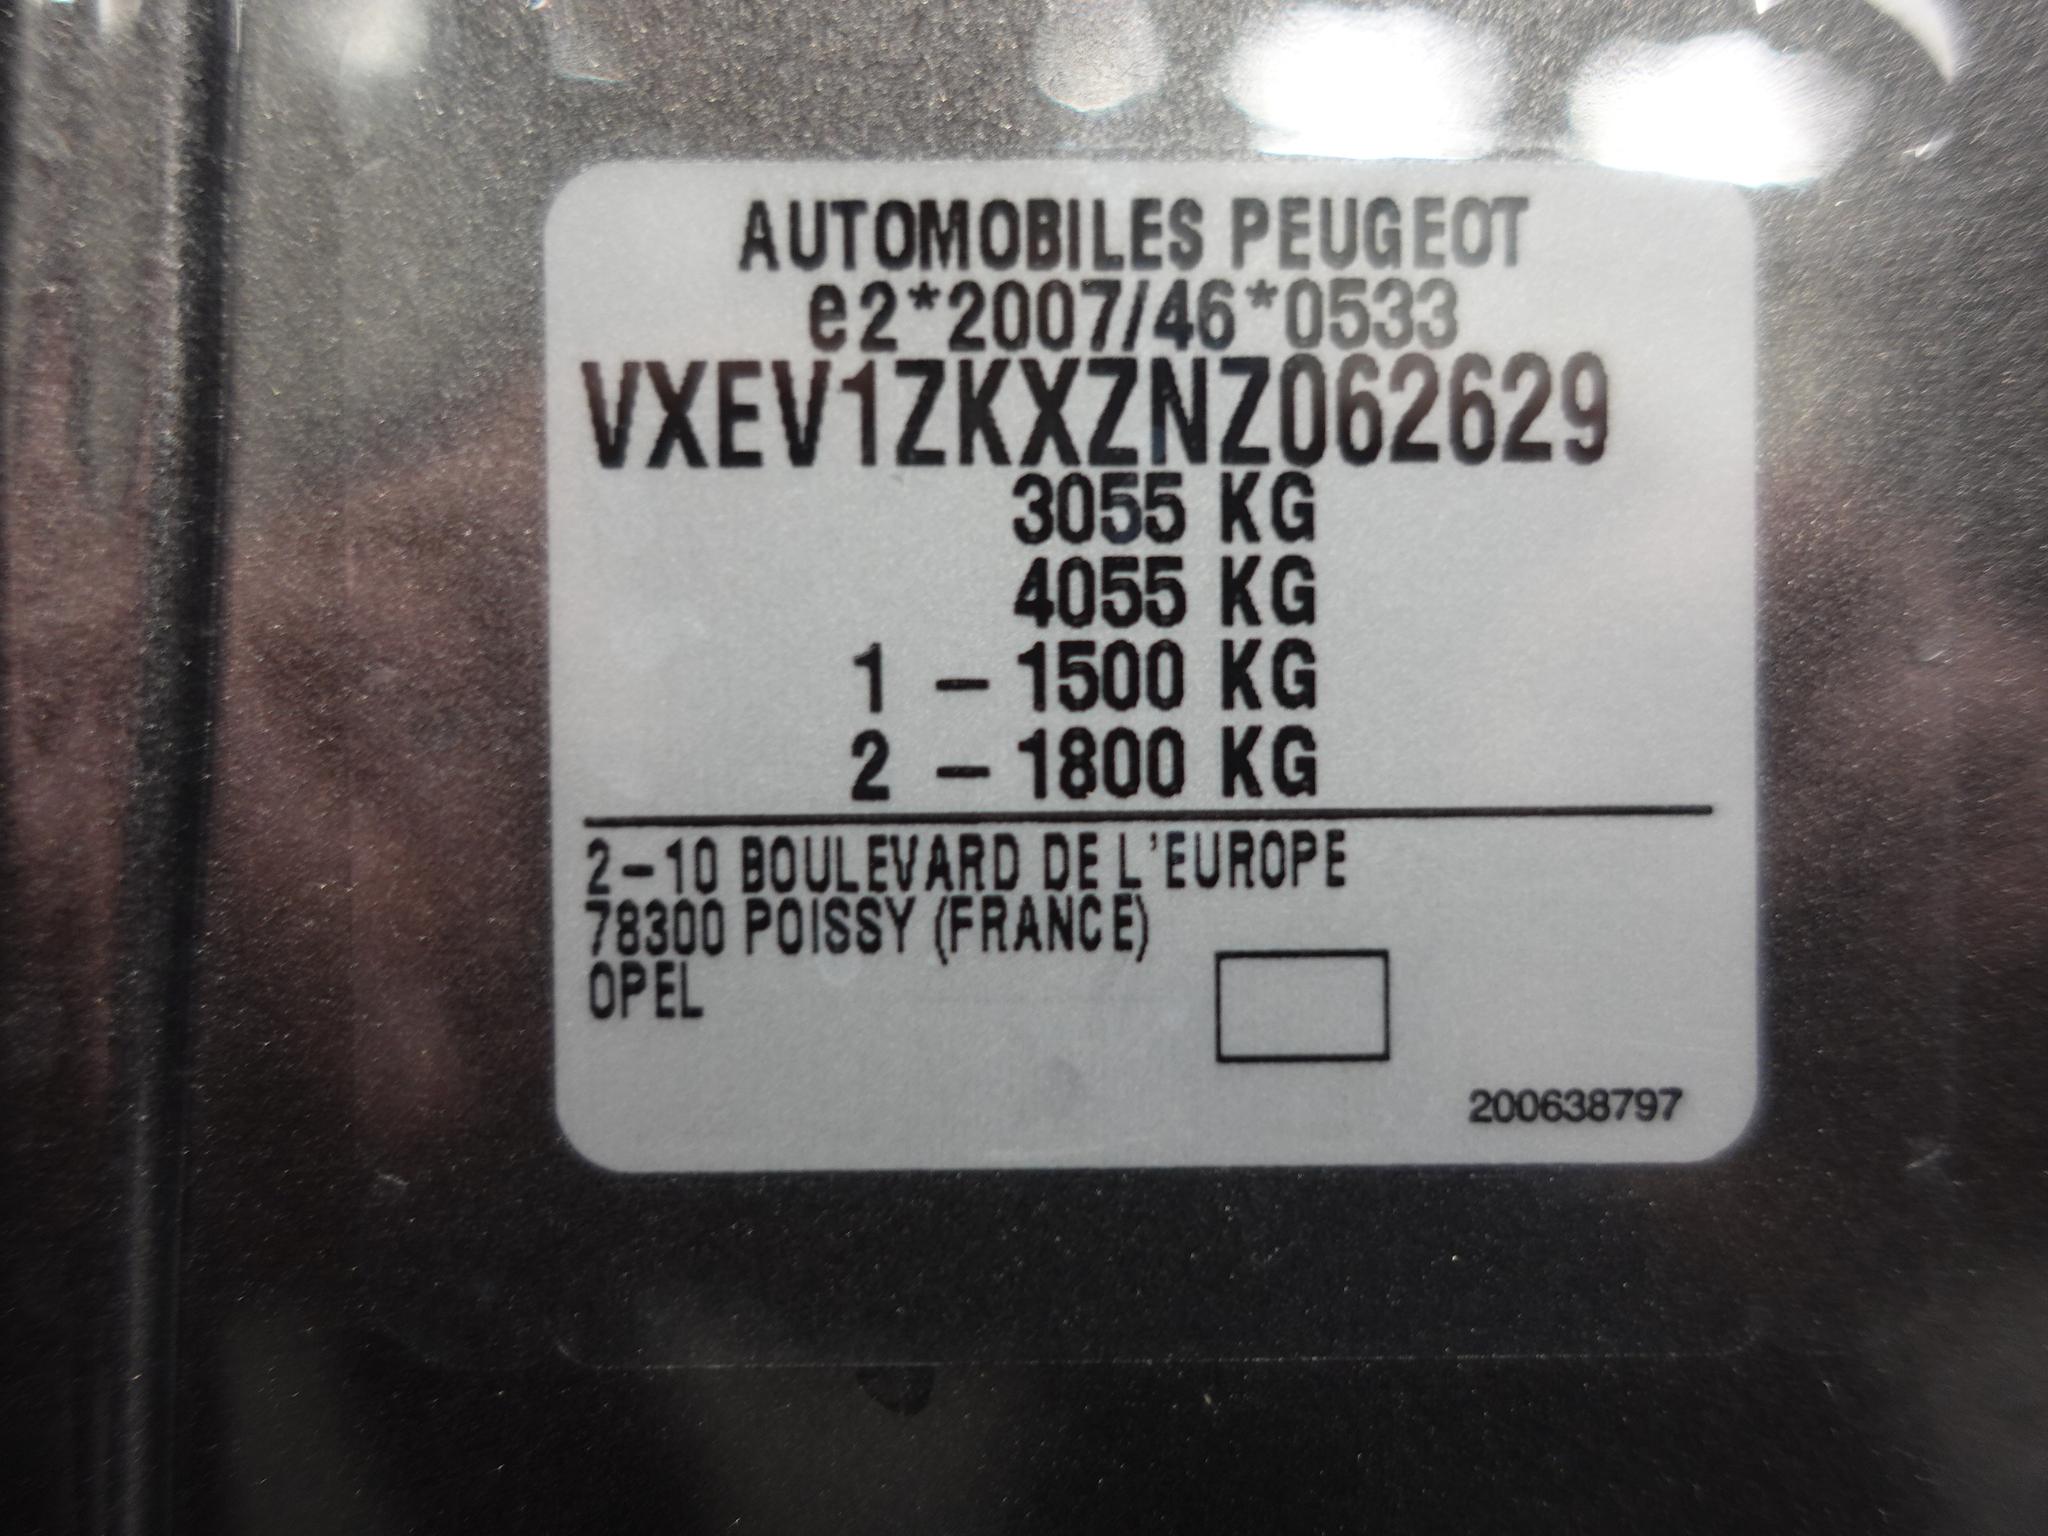 AUTOMOBILES PEUGEOT
e2*2007/46*0533
VXEV1ZKXZNZ062629
3055 KG
4055 KG
1 - 1500 KG
2 - 1800 KG
2-10 BOULEVARD DE L'EUROPE
78300 POISSY (FRANCE)
OPEL
200638797